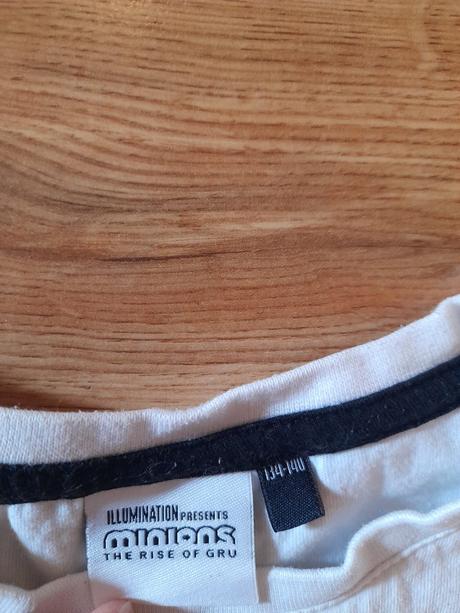 134-140
ILLUMINATION PRESENTS
minions
THE RISE OF GRU